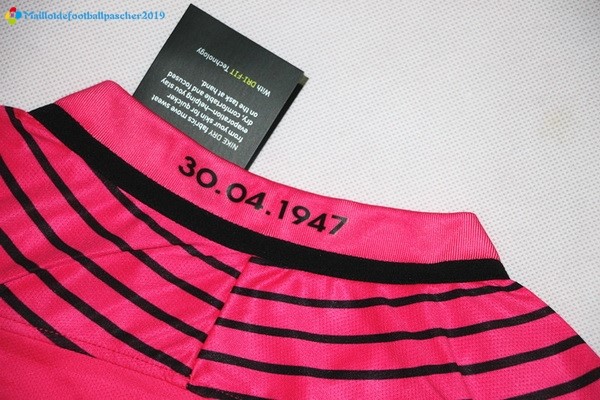 Mailloldefootballpascher2019
NIKE DRY fabrics move sweat
from your skin for quicker
evaporation—helping you stay
dry, comfortable and focused
on the task at hand.
With DRI-FIT Technology
30.04.1947